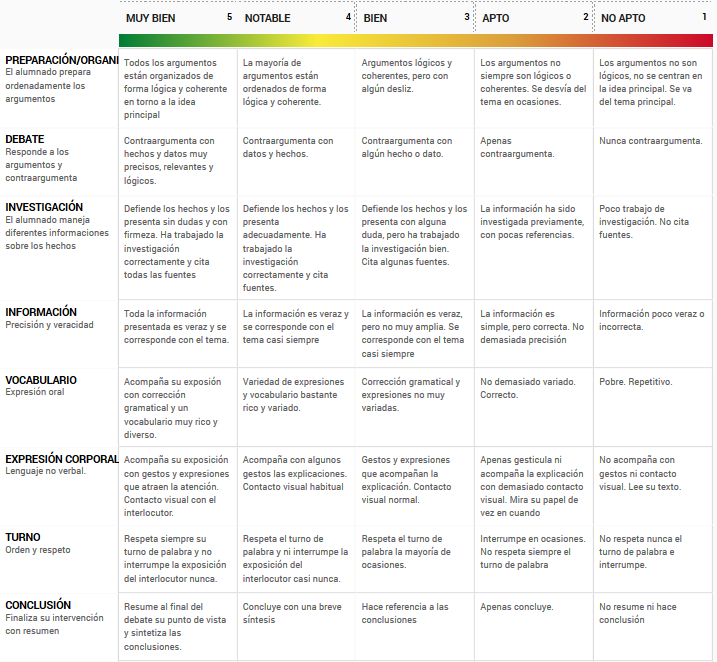 MUY BIEN 5 NOTABLE 4 BIEN 3 APTO 2 NO APTO 1
PREPARACIÓN/ORGANI
El alumnado prepara
ordenadamente los
argumentos
Todos los argumentos
están organizados de
forma lógica y coherente
en torno a la idea
principal
La mayoría de
argumentos están
ordenados de forma
lógica y coherente.
Argumentos lógicos y
coherentes, pero con
algún desliz.
Los argumentos no
siempre son lógicos o
coherentes. Se desvía del
tema en ocasiones.
Los argumentos no son
lógicos, no se centran en
la idea principal. Se va
del tema principal.
DEBATE
Responde a los
argumentos y
contraargumenta
Contraargumenta con
hechos y datos muy
precisos, relevantes y
lógicos.
Contraargumenta con
datos y hechos.
Contraargumenta con
algún hecho o dato.
Apenas
contraargumenta.
Nunca contraargumenta.
INVESTIGACIÓN
El alumnado maneja
diferentes informaciones
sobre los hechos
Defiende los hechos y los
presenta sin dudas y con
firmeza. Ha trabajado la
investigación
correctamente y cita
todas las fuentes
Defiende los hechos y los
presenta
adecuadamente. Ha
trabajado la
investigación
correctamente y cita
fuentes.
Defiende los hechos y los
presenta con alguna
duda, pero ha trabajado
la investigación bien.
Cita algunas fuentes.
La información ha sido
investigada previamente,
con pocas referencias.
Poco trabajo de
investigación. No cita
fuentes.
INFORMACIÓN
Precisión y veracidad
Toda la información
presentada es veraz y se
corresponde con el tema.
La información es veraz y
se corresponde con el
tema casi siempre
La información es veraz,
pero no muy amplia. Se
corresponde con el tema
casi siempre
La información es
simple, pero correcta. No
demasiada precisión
Información poco veraz o
incorrecta.
VOCABULARIO
Expresión oral
Acompaña su exposión
con corrección
gramatical y un
vocabulario muy rico y
diverso.
Variedad de expresiones
y vocabulario bastante
rico y variado.
Corrección gramatical y
expresiones no muy
variadas.
No demasiado variado.
Correcto.
Pobre. Repetitivo.
EXPRESIÓN CORPORAL
Lenguaje no verbal.
Acompaña su exposición
con gestos y expresiones
que atraen la atención.
Contacto visual con el
interlocutor.
Acompaña con algunos
gestos las explicaciones.
Contacto visual habitual
Gestos y expresiones
que acompañan la
explicación. Contacto
visual normal.
Apenas gesticula ni
acompaña la explicación
con demasiado contacto
visual. Mira su papel de
vez en cuando
No acompaña con
gestos ni contacto
visual. Lee su texto.
TURNO
Orden y respeto
Respeta siempre su
turno de palabra y no
interrumpe la exposición
del interlocutor nunca.
Respeta el turno de
palabra y ni interrumpe la
exposición del
interlocutor casi nunca.
Respeta el turno de
palabra la mayoría de
ocasiones.
Interrumpe en ocasiones.
No respeta siempre el
turno de palabra
No respeta nunca el
turno de palabra e
interrumpe.
CONCLUSIÓN
Finaliza su intervención
con resumen
Resume al final del
debate su punto de vista
y sintetiza las
conclusiones.
Concluye con una breve
síntesis
Hace referencia a las
conclusiones
Apenas concluye.
No resume ni hace
conclusión